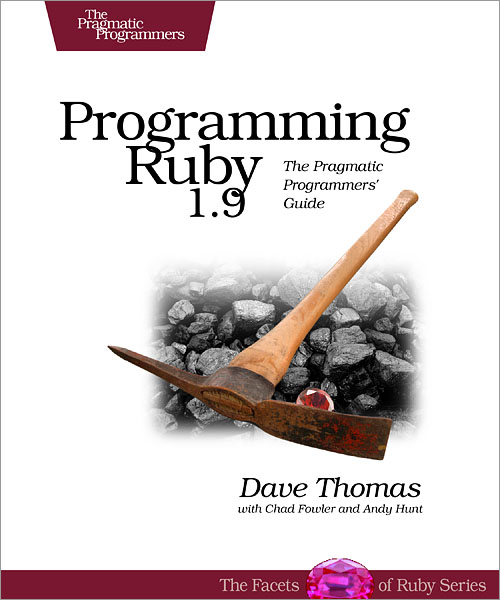 The
Pragmatic
Programmers
Programming
Ruby
1.9
The Pragmatic
Programmers'
Guide
Dave Thomas
with Chad Fowler and Andy Hunt
The Facets of Ruby Series